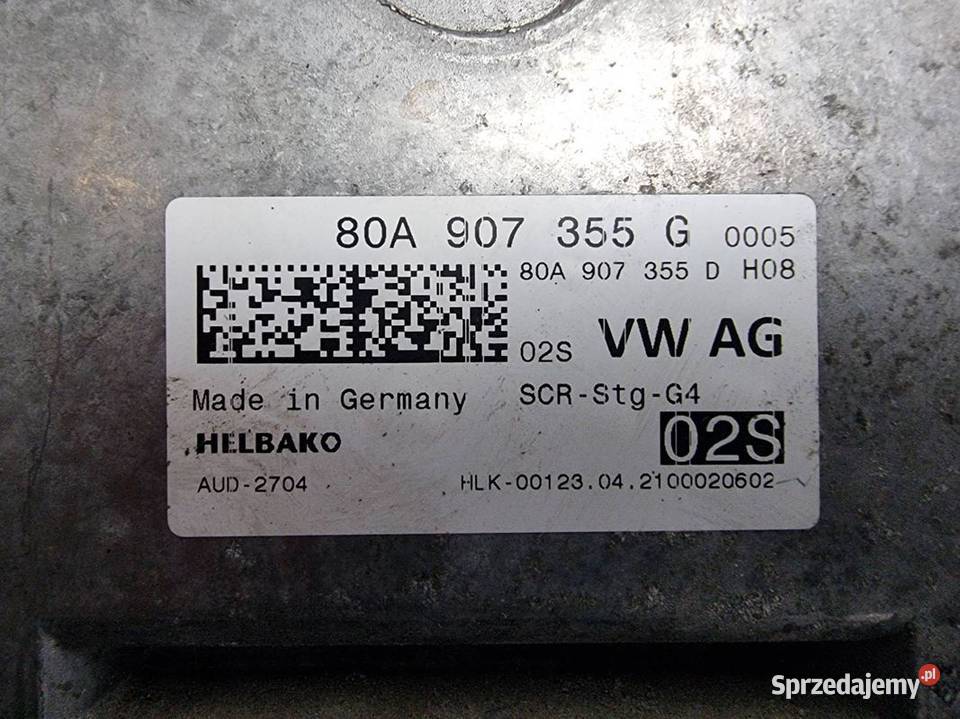 80A 907 355 G 0005
80A 907 355 D H08
02S VW AG
Made in Germany SCR-Stg-G4
HELBAKO 02S
AUD-2704 HLK-00123.04.2100020602
Sprzedajemy.pl